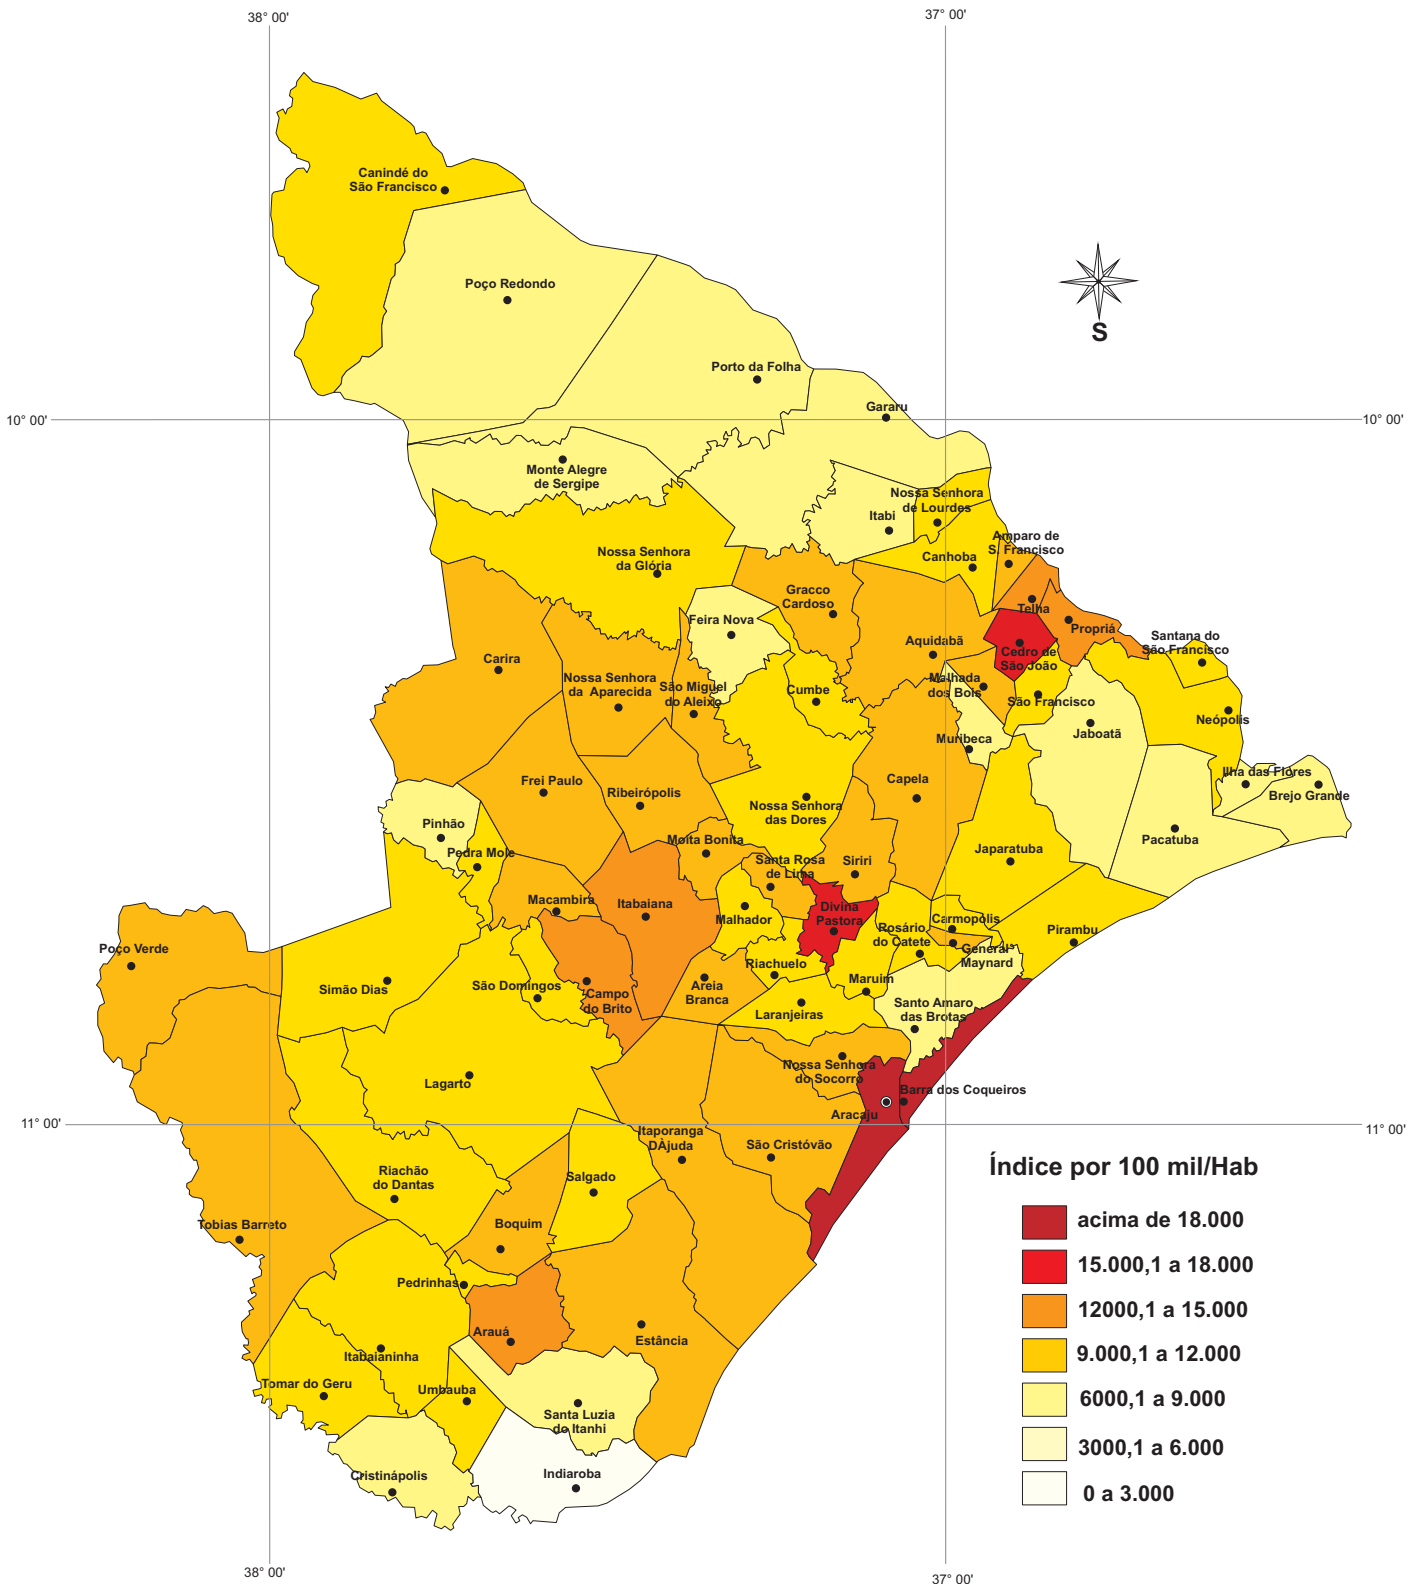 38° 00'
37° 00'
Canindé do
São Francisco
Poço Redondo
S
Porto da Folha
Gararu
10° 00'
10° 00'
Monte Alegre
de Sergipe
Nossa Senhora
de Lourdes
Itabi
Amparo de
S. Francisco
Canhoba
Nossa Senhora
da Glória
Gracco
Cardoso
Telha
Feira Nova
Propriá
Santana do
São Francisco
Aquidabã
Cedro de
São João
Carira
Nossa Senhora
da Aparecida
São Miguel
do Aleixo
Cumbe
Malhada
dos Bois
São Francisco
Neópolis
Jaboatã
Muribeca
Ilha das Flores
Brejo Grande
Frei Paulo
Ribeirópolis
Capela
Nossa Senhora
das Dores
Pinhão
Pedra Mole
Moita Bonita
Santa Rosa
de Lima
Siriri
Japaratuba
Pacatuba
Macambira
Itabaiana
Malhador
Divina
Pastora
Rosário
do Catete
Carmopólis
Pirambu
General
Maynard
Poço Verde
Simão Dias
São Domingos
Campo
do Brito
Areia
Branca
Riachuelo
Maruim
Laranjeiras
Santo Amaro
das Brotas
Nossa Senhora
do Socorro
Lagarto
Barra dos Coqueiros
Aracaju
11° 00'
11° 00'
Itaporanga
DÀjuda
São Cristóvão
Riachão
do Dantas
Salgado
Tobias Barreto
Boquim
Pedrinhas
Arauá
Estância
Itabaianinha
Tomar do Geru
Umbauba
Santa Luzia
do Itanhi
Cristinápolis
Indiaroba
Índice por 100 mil/Hab
acima de 18.000
15.000,1 a 18.000
12000,1 a 15.000
9.000,1 a 12.000
6000,1 a 9.000
3000,1 a 6.000
0 a 3.000
38° 00'
37° 00'